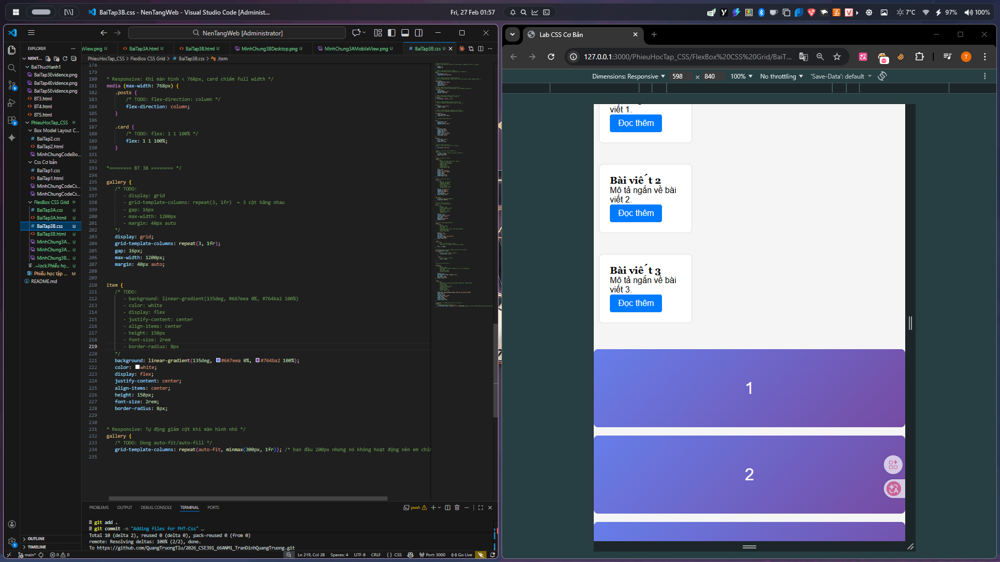 BaiTap3B.css - NenTangWeb - Visual Studio Code [Administ...
Fri, 27 Feb 01:57
7°C
97%
100%
NenTangWeb [Administrator]
EXPLORER
NENT...
BaiThucHanh1
BaiTap3Evidence.png
BaiTap4Evidence.png
BaiTap5Evidence.png
BT3.html
BT4.html
BT5.html
PhieuHocTap_CSS
Box Model Layout C...
BaiTap2.css
BaiTap2.html
MinhChungCodeBo...
Css Cơ bản
BaiTap1.css
BaiTap1.html
MinhChungCodeCs...
MinhChungCodeCs...
FlexBox CSS Grid
BaiTap3A.css U
BaiTap3A.html U
BaiTap3B.css U
BaiTap3B.html U
MinhChung3A... U
MinhChung3A... U
MinhChung3B... U
.~lock.Phiếu họ... U
Phiếu học tập ... M
README.md
OUTLINE
TIMELINE
oView.png U
BaiTap3A.html U
BaiTap3B.html U
MinhChung3BDesktop.png U
MinhChung3AMobileView.png U
BaiTap3B.css U
PhieuHocTap_CSS > FlexBox CSS Grid > BaiTap3B.css > .item
178
179
180 * Responsive: Khi màn hình < 768px, card chiếm full width */
181 media (max-width: 768px) {
182 .posts {
183 /* TODO: flex-direction: column */
184 flex-direction: column;
185 }
186
187 .card {
188 /* TODO: flex: 1 1 100% */
189 flex: 1 1 100%;
190 }
191
192
193 *======== BT 3B ======== */
194
195 gallery {
196 /* TODO:
197 - display: grid
198 - grid-template-columns: repeat(3, 1fr) ← 3 cột bằng nhau
199 - gap: 16px
200 - max-width: 1200px
201 - margin: 40px auto
202 */
203 display: grid;
204 grid-template-columns: repeat(3, 1fr);
205 gap: 16px;
206 max-width: 1200px;
207 margin: 40px auto;
208
209
210 item {
211 /* TODO:
212 - background: linear-gradient(135deg, #667eea 0%, #764ba2 100%)
213 - color: white
214 - display: flex
215 - justify-content: center
216 - align-items: center
217 - height: 150px
218 - font-size: 2rem
219 - border-radius: 8px
220 */
221 background: linear-gradient(135deg, #667eea 0%, #764ba2 100%);
222 color: white;
223 display: flex;
224 justify-content: center;
225 align-items: center;
226 height: 150px;
227 font-size: 2rem;
228 border-radius: 8px;
229
230
231 * Responsive: Tự động giảm cột khi màn hình nhỏ */
232 gallery {
233 /* TODO: Dùng auto-fit/auto-fill */
234 grid-template-columns: repeat(auto-fit, minmax(300px, 1fr)); /* ban đầu 200px nhưng nó không hoạt động nên em chỉn
235
PROBLEMS
OUTPUT
DEBUG CONSOLE
TERMINAL
PORTS
pwsh
git add .
git commit -m "Adding files for PHT-Css" …
Total 10 (delta 2), reused 0 (delta 0), pack-reused 0 (from 0)
remote: Resolving deltas: 100% (2/2), done.
To https://github.com/QuangTruongTlu/2026_CSE391_66ANM1_TranDinhQuangTruong.git
main*
0
0
Ln 219, Col 28
Spaces: 4
UTF-8
CRLF
{ } CSS
Port: 3000
Go Live
Lab CSS Cơ Bản
127.0.0.1:3000/PhieuHocTap_CSS/FlexBox%20CSS%20Grid/BaiT...
T
Dimensions: Responsive
598 × 840
100%
No throttling
'Save-Data': default
viết 1.
Đọc thêm
Bài viết 2
Mô tả ngắn về bài
viết 2.
Đọc thêm
Bài viết 3
Mô tả ngắn về bài
viết 3.
Đọc thêm
1
2